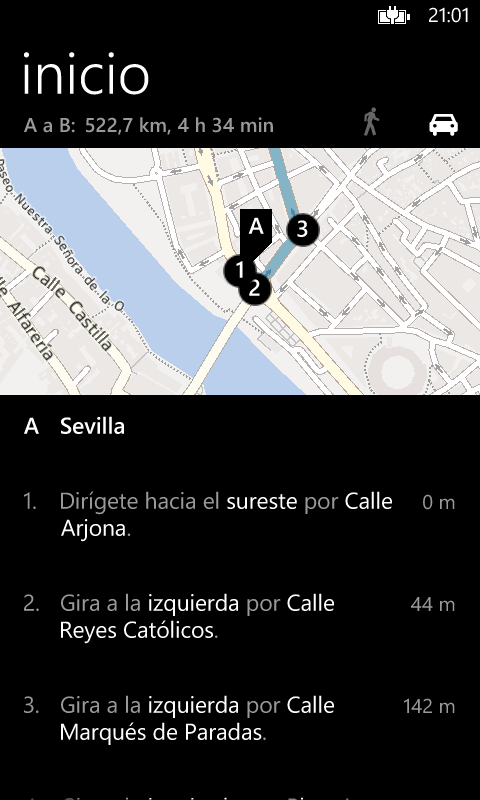 21:01
inicio
A a B: 522,7 km, 4 h 34 min
Paseo Nuestra Señora de la O
Calle Castilla
Alfarería
A
3
1
2
A Sevilla
1. Dirígete hacia el sureste por Calle 0 m
Arjona.
2. Gira a la izquierda por Calle 44 m
Reyes Católicos.
3. Gira a la izquierda por Calle 142 m
Marqués de Paradas.